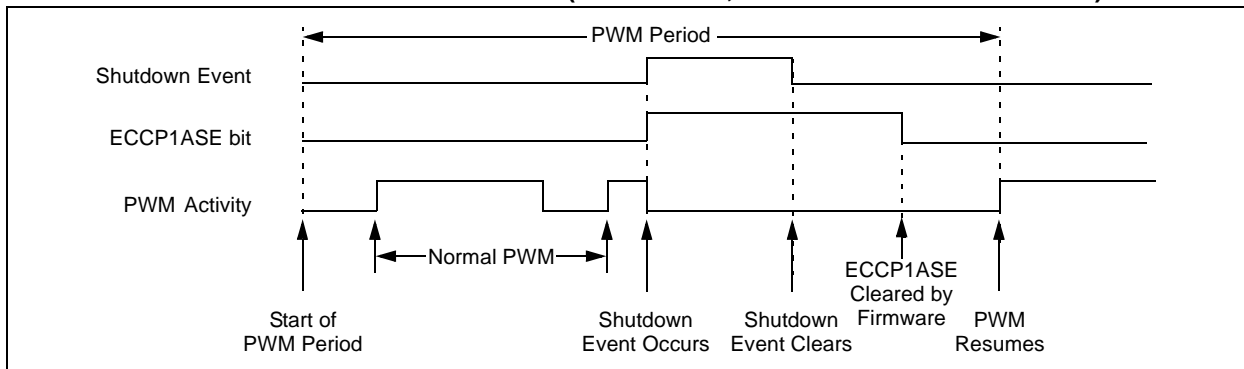 PWM Period
Shutdown Event
ECCP1ASE bit
PWM Activity
Normal PWM
Start of
PWM Period
Shutdown
Event Occurs
Shutdown
Event Clears
ECCP1ASE
Cleared by
Firmware
PWM
Resumes